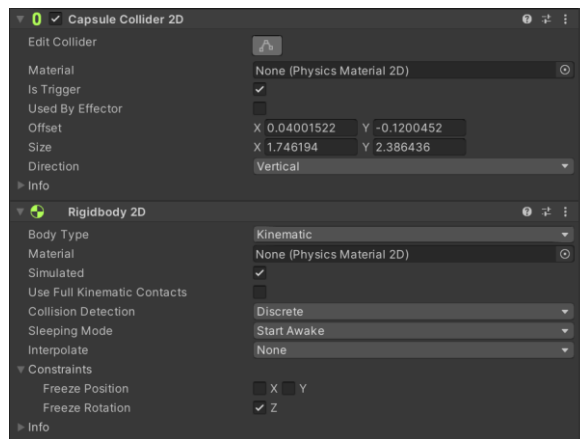 Capsule Collider 2D
Edit Collider
Material None (Physics Material 2D)
Is Trigger
Used By Effector
Offset X 0.04001522 Y -0.1200452
Size X 1.746194 Y 2.386436
Direction Vertical
Info
Rigidbody 2D
Body Type Kinematic
Material None (Physics Material 2D)
Simulated
Use Full Kinematic Contacts
Collision Detection Discrete
Sleeping Mode Start Awake
Interpolate None
Constraints
Freeze Position X Y
Freeze Rotation Z
Info